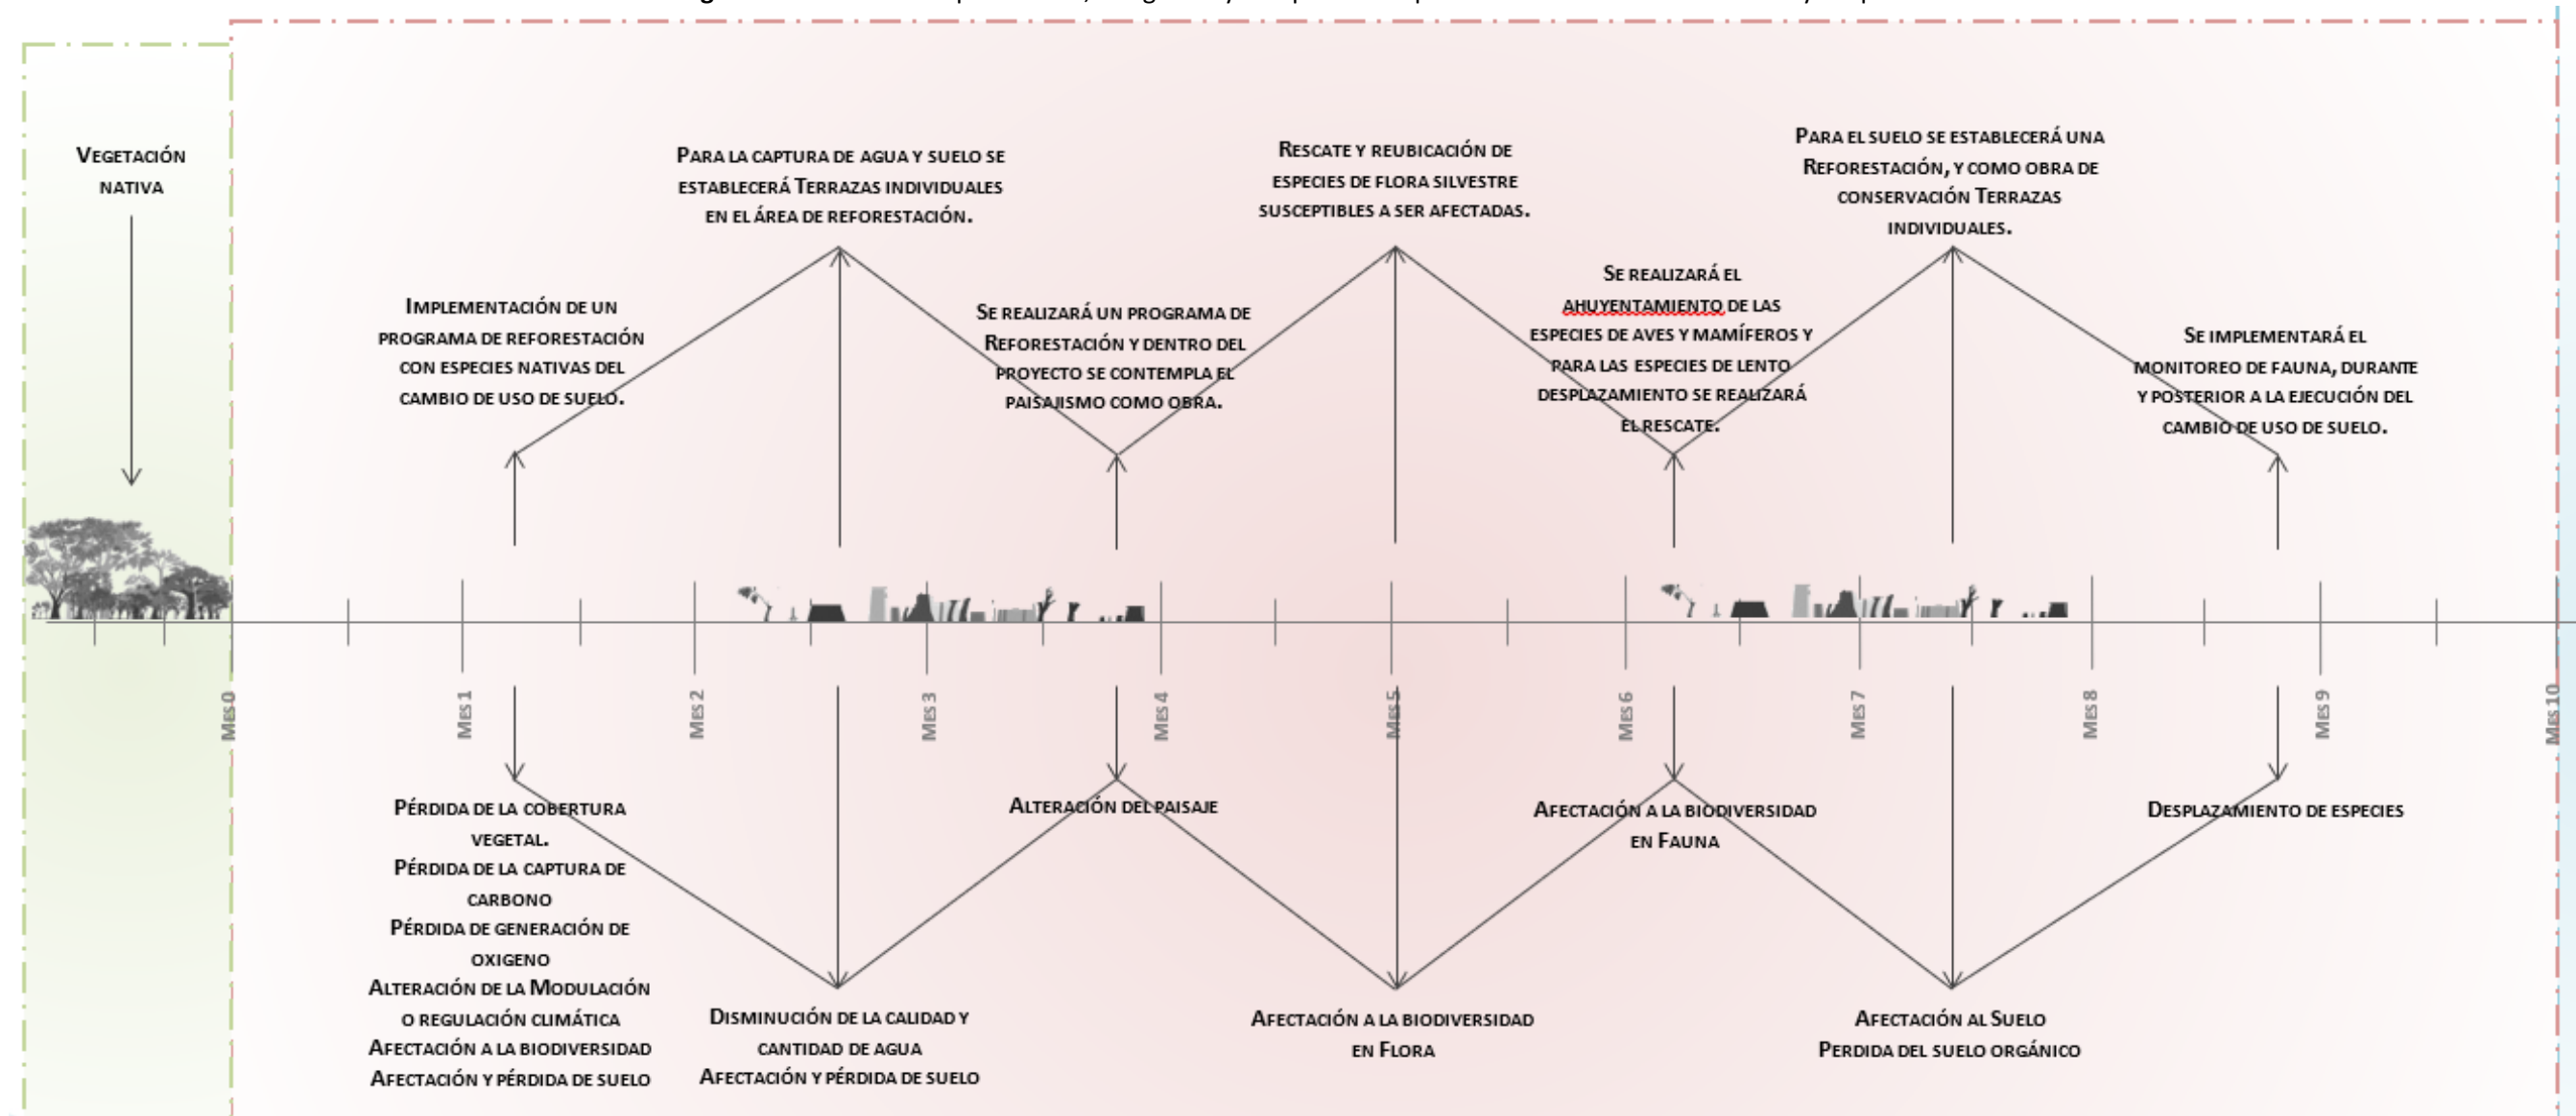 Vegetación
nativa
Implementación de un
programa de reforestación
con especies nativas del
cambio de uso de suelo.
Para la captura de agua y suelo se
establecerá Terrazas individuales
en el área de reforestación.
Se realizará un programa de
Reforestación y dentro del
proyecto se contempla el
paisajismo como obra.
Rescate y reubicación de
especies de flora silvestre
susceptibles a ser afectadas.
Se realizará el
ahuyentamiento de las
especies de aves y mamíferos y
para las especies de lento
desplazamiento se realizará
el rescate.
Para el suelo se establecerá una
Reforestación, y como obra de
conservación Terrazas
individuales.
Se implementará el
monitoreo de fauna, durante
y posterior a la ejecución del
cambio de uso de suelo.
Mes 0
Mes 1
Mes 2
Mes 3
Mes 4
Mes 5
Mes 6
Mes 7
Mes 8
Mes 9
Mes 10
Pérdida de la cobertura
vegetal.
Pérdida de la captura de
carbono
Pérdida de generación de
oxigeno
Alteración de la Modulación
o regulación climática
Afectación a la biodiversidad
Afectación y pérdida de suelo
Disminución de la calidad y
cantidad de agua
Afectación y pérdida de suelo
Alteración del paisaje
Afectación a la biodiversidad
en Flora
Afectación a la biodiversidad
en Fauna
Afectación al Suelo
Perdida del suelo orgánico
Desplazamiento de especies